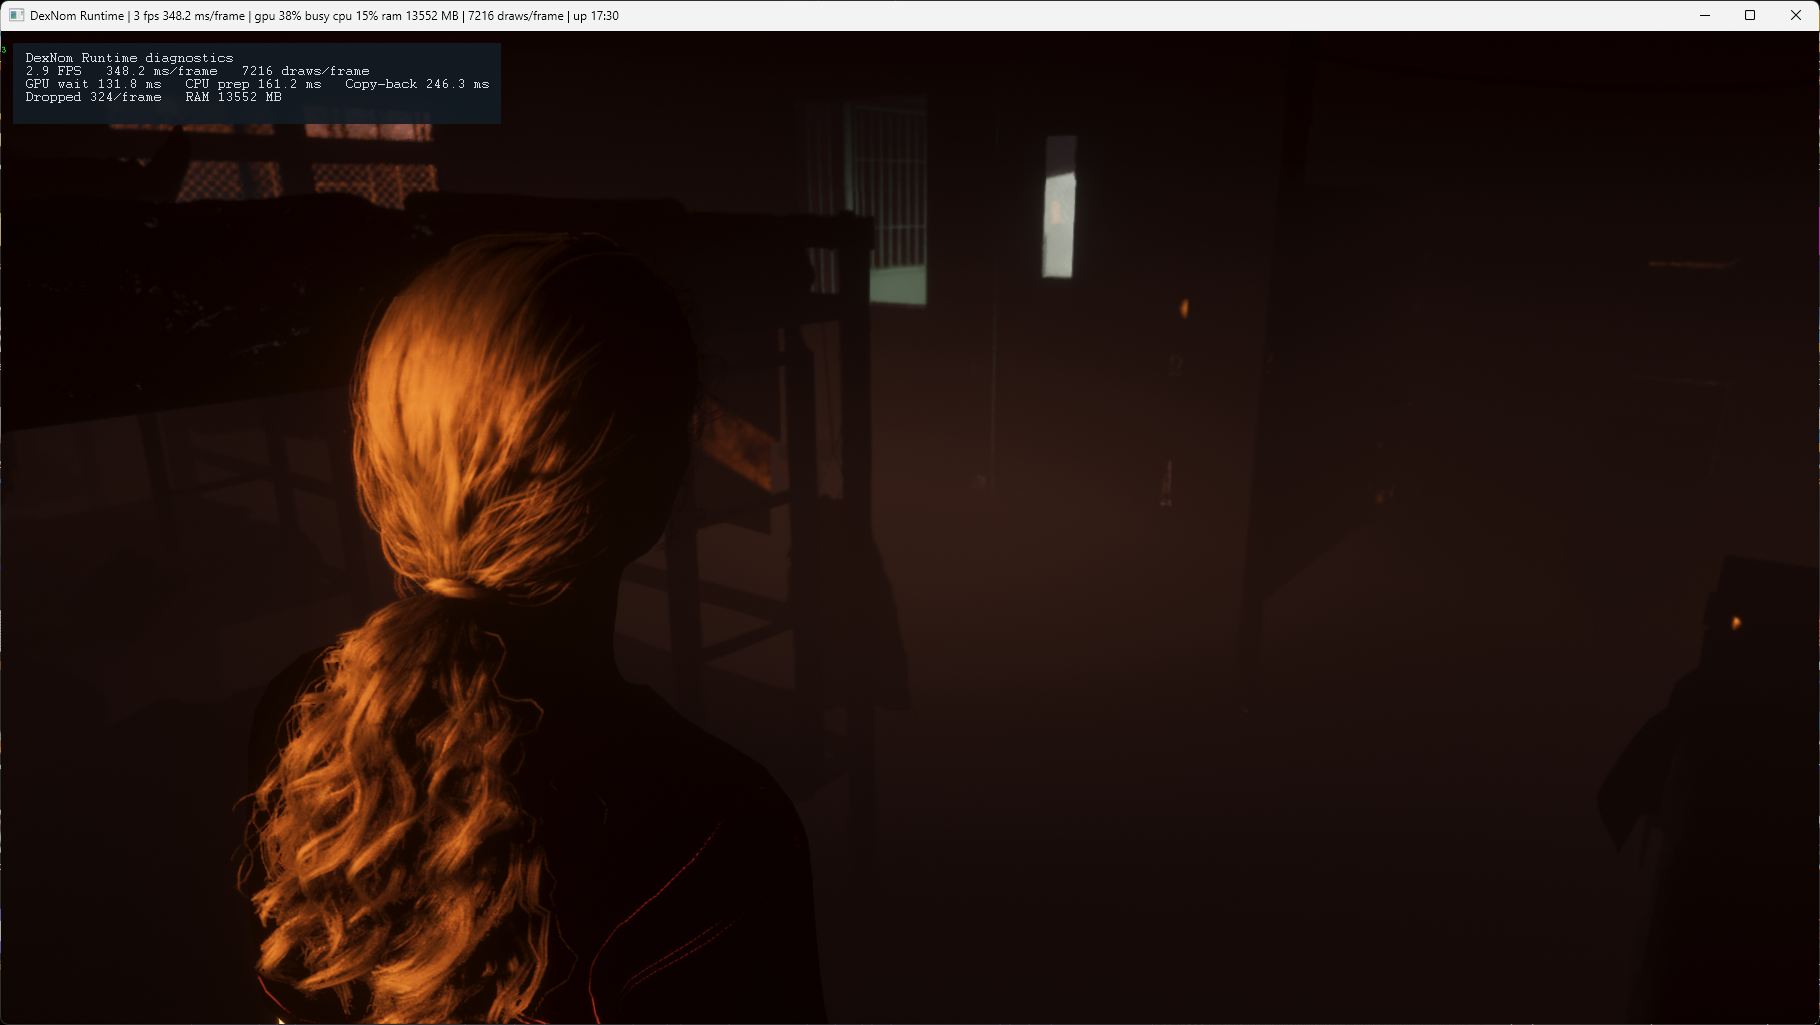 DexNom Runtime | 3 fps 348.2 ms/frame | gpu 38% busy cpu 15% ram 13552 MB | 7216 draws/frame | up 17:30
3
DexNom Runtime diagnostics
2.9 FPS 348.2 ms/frame 7216 draws/frame
GPU wait 131.8 ms CPU prep 161.2 ms Copy-back 246.3 ms
Dropped 324/frame RAM 13552 MB